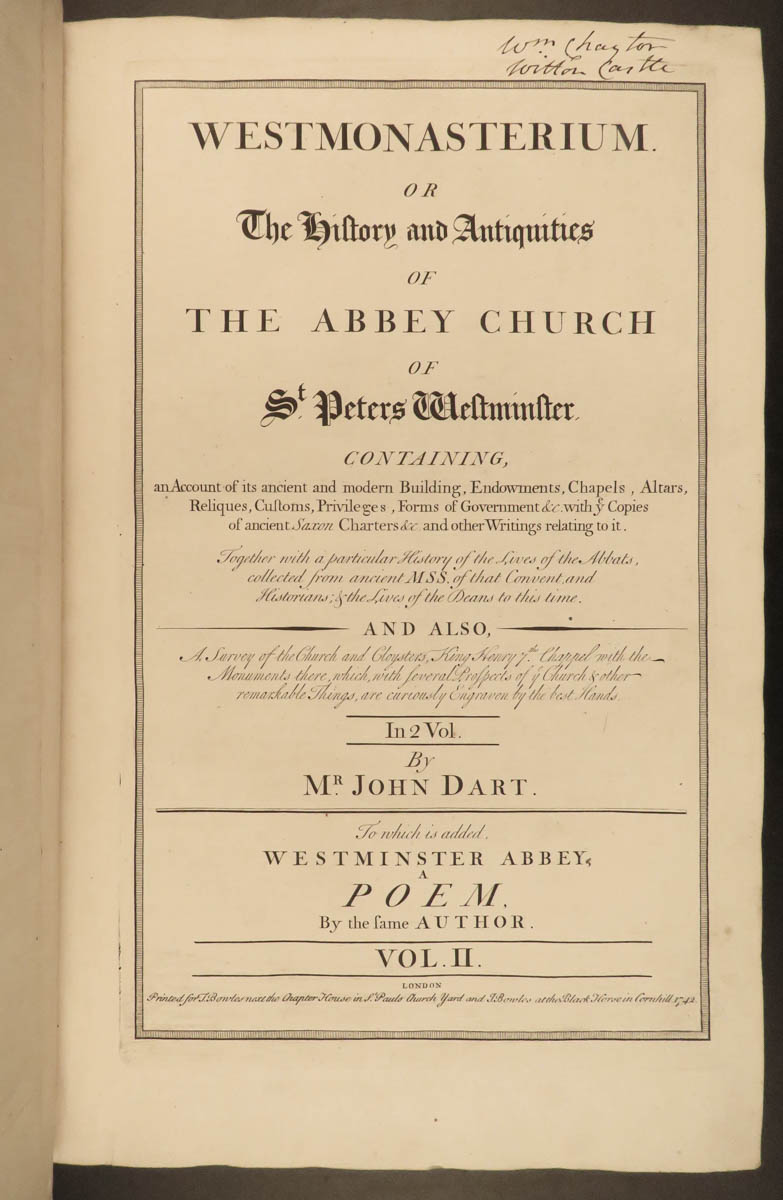 Wm Chaytor
Witton Castle
WESTMONASTERIUM.
OR
The Hiſtory and Antiquities
OF
THE ABBEY CHURCH
OF
St. Peters Weſtminſter.
CONTAINING,
an Account of its ancient and modern Building, Endowments, Chapels, Altars,
Reliques, Cuſtoms, Privileges, Forms of Government &c. with ye Copies
of ancient Saxon Charters &c. and other Writings relating to it.
Together with a particular History of the Lives of the Abbats,
collected from ancient MSS. of that Convent, and
Historians; & the Lives of the Deans to this time.
AND ALSO,
A Survey of the Church and Cloysters, King Henry 7th. Chappel with the
Monuments there, which, with ſeveral Proſpects of ye Church & other
remarkable Things, are curiously Engraven by the best Hands.
In 2 Vol.
By
MR. JOHN DART.
To which is added.
WESTMINSTER ABBEY,
A
POEM,
By the ſame AUTHOR.
VOL. II.
LONDON
Printed for T. Bowles next the Chapter House in St. Pauls Church Yard and J. Bowles at the Black Horse in Cornhill. 1742.